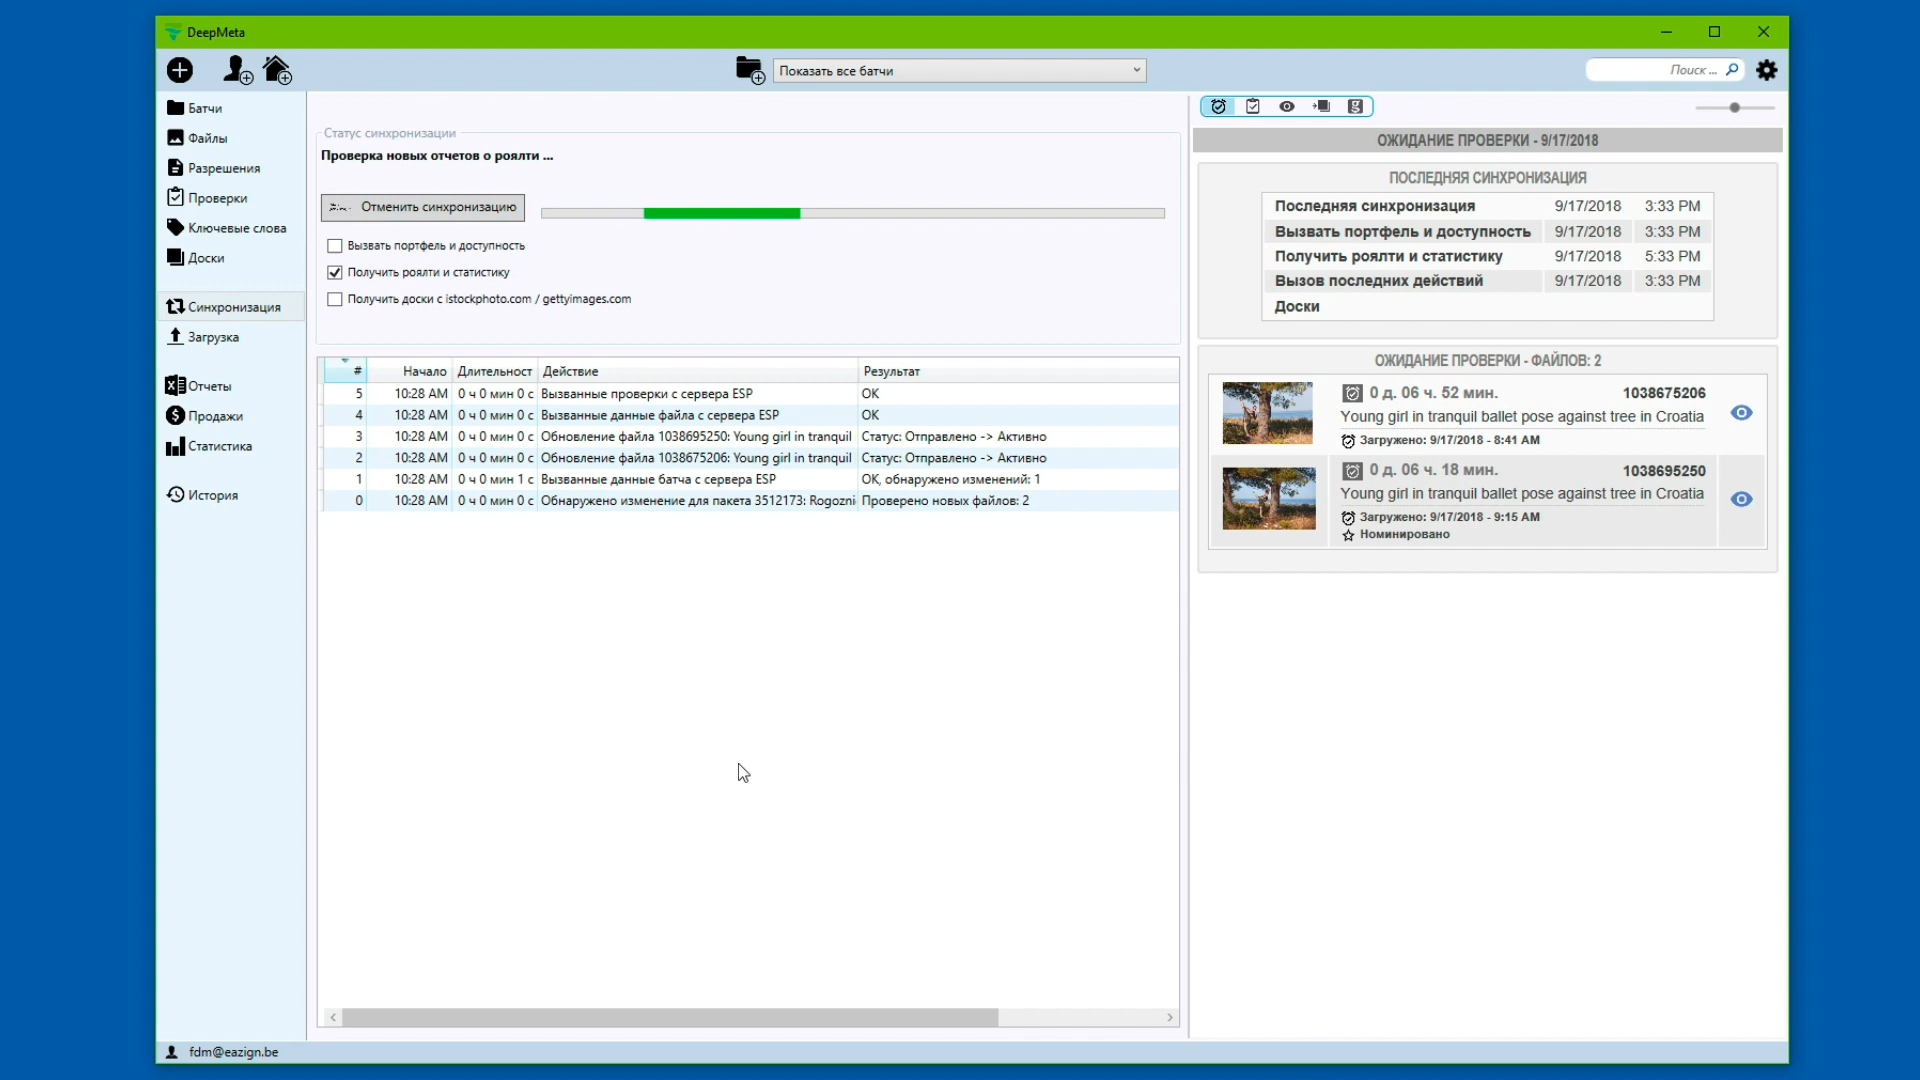 DeepMeta
Показать все батчи
Поиск ...
Батчи
Файлы
Разрешения
Проверки
Ключевые слова
Доски
Синхронизация
Загрузка
Отчеты
Продажи
Статистика
История
Статус синхронизации
Проверка новых отчетов о роялти ...
Отменить синхронизацию
Вызвать портфель и доступность
Получить роялти и статистику
Получить доски с istockphoto.com / gettyimages.com
# Начало Длительност Действие Результат
5 10:28 AM 0 ч 0 мин 0 с Вызванные проверки с сервера ESP OK
4 10:28 AM 0 ч 0 мин 0 с Вызванные данные файла с сервера ESP OK
3 10:28 AM 0 ч 0 мин 0 с Обновление файла 1038695250: Young girl in tranquil Статус: Отправлено -> Активно
2 10:28 AM 0 ч 0 мин 0 с Обновление файла 1038675206: Young girl in tranquil Статус: Отправлено -> Активно
1 10:28 AM 0 ч 0 мин 1 с Вызванные данные батча с сервера ESP OK, обнаружено изменений: 1
0 10:28 AM 0 ч 0 мин 0 с Обнаружено изменение для пакета 3512173: Rogozni Проверено новых файлов: 2
ОЖИДАНИЕ ПРОВЕРКИ - 9/17/2018
ПОСЛЕДНЯЯ СИНХРОНИЗАЦИЯ
Последняя синхронизация 9/17/2018 3:33 PM
Вызвать портфель и доступность 9/17/2018 3:33 PM
Получить роялти и статистику 9/17/2018 5:33 PM
Вызов последних действий 9/17/2018 3:33 PM
Доски
ОЖИДАНИЕ ПРОВЕРКИ - ФАЙЛОВ: 2
0 д. 06 ч. 52 мин. 1038675206
Young girl in tranquil ballet pose against tree in Croatia
Загружено: 9/17/2018 - 8:41 AM
0 д. 06 ч. 18 мин. 1038695250
Young girl in tranquil ballet pose against tree in Croatia
Загружено: 9/17/2018 - 9:15 AM
Номинировано
fdm@eazign.be